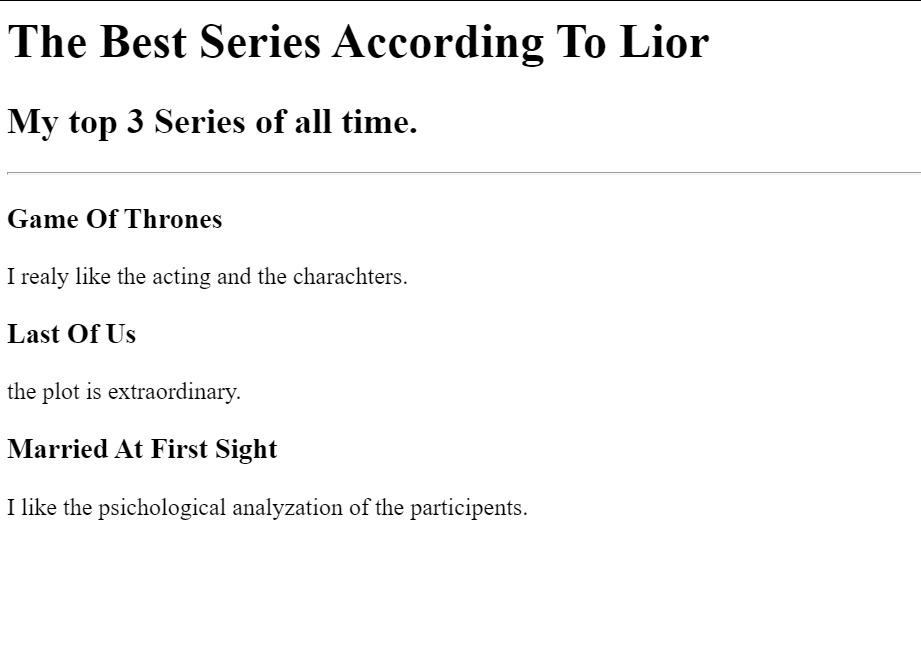 The Best Series According To Lior
My top 3 Series of all time.
Game Of Thrones
I realy like the acting and the charachters.
Last Of Us
the plot is extraordinary.
Married At First Sight
I like the psichological analyzation of the participents.